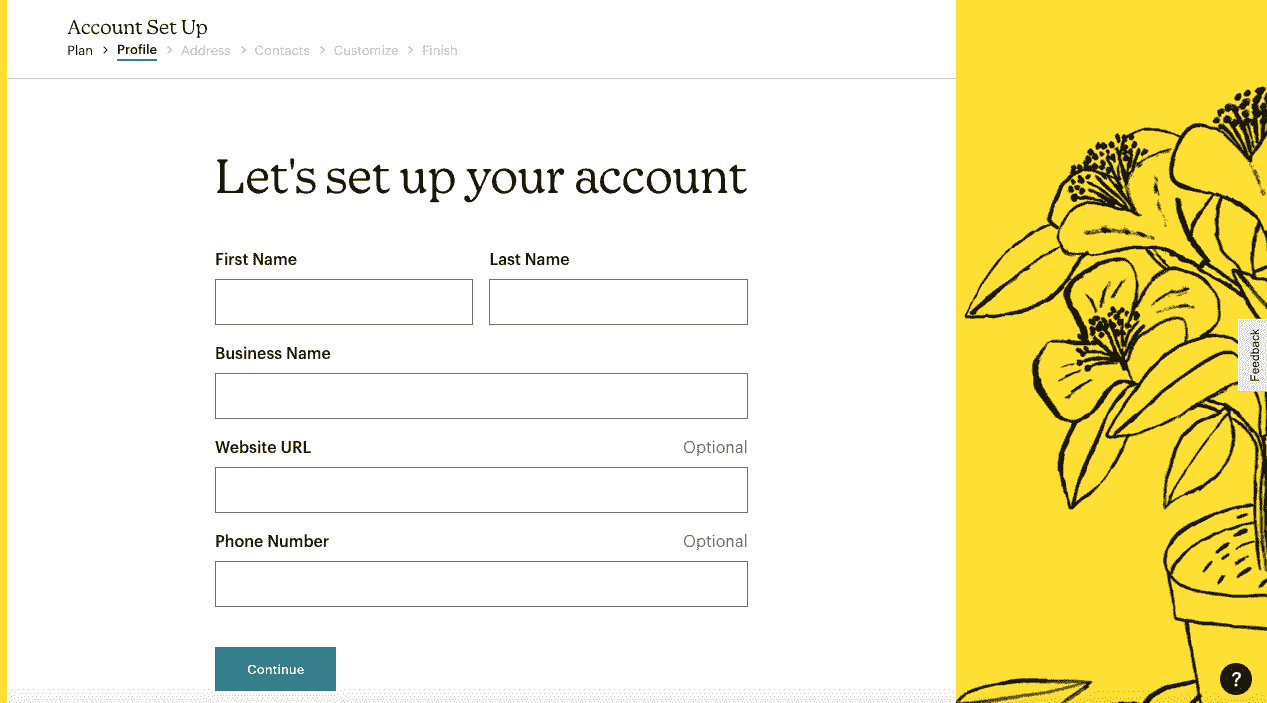 Account Set Up
Plan > Profile > Address > Contacts > Customize > Finish
Let's set up your account
First Name Last Name
Business Name
Website URL Optional
Phone Number Optional
Continue
Feedback
?